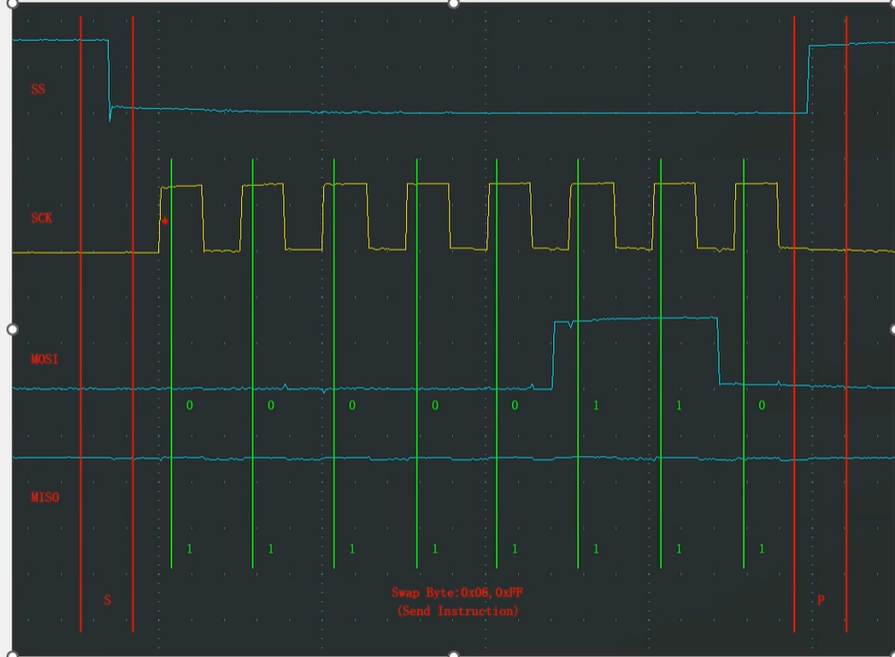 SS
SCK
MOSI
0 0 0 0 0 1 1 0
MISO
1 1 1 1 1 1 1 1
S
Swap Byte:0x06,0xFF
(Send Instruction)
P